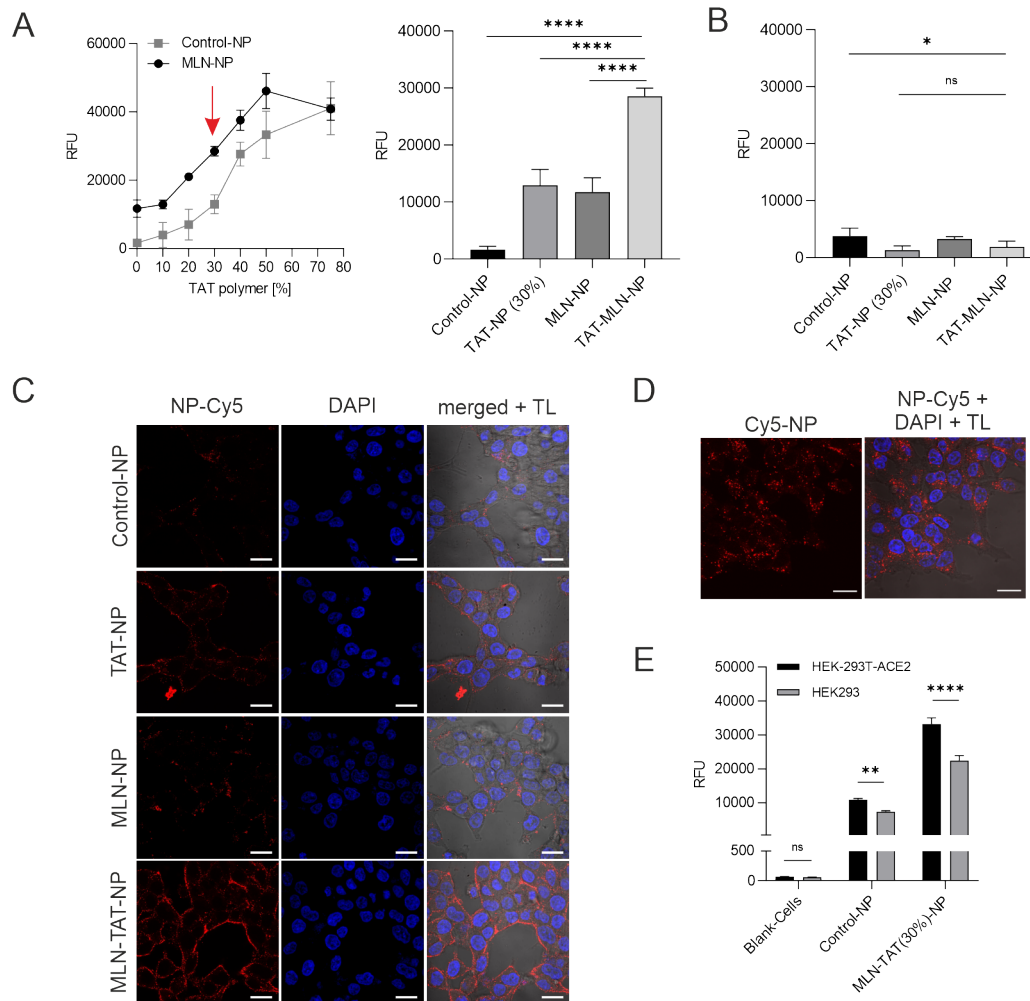 A
Control-NP
MLN-NP
60000
40000
20000
0
RFU
0 10 20 30 40 50 60 70 80
TAT polymer [%]
40000
30000
20000
10000
0
RFU
****
****
****
Control-NP
TAT-NP (30%)
MLN-NP
TAT-MLN-NP
B
40000
30000
20000
10000
0
RFU
*
ns
Control-NP
TAT-NP (30%)
MLN-NP
TAT-MLN-NP
C
NP-Cy5 DAPI merged + TL
Control-NP
TAT-NP
MLN-NP
MLN-TAT-NP
D
Cy5-NP
NP-Cy5 +
DAPI + TL
E
HEK-293T-ACE2
HEK293
50000
40000
30000
20000
10000
500
0
RFU
ns
**
****
Blank-Cells
Control-NP
MLN-TAT(30%)-NP